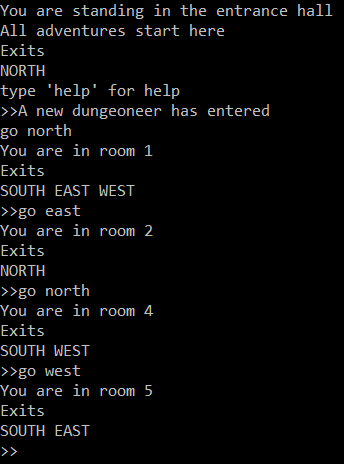 You are standing in the entrance hall
All adventures start here
Exits
NORTH
type 'help' for help
>>A new dungeoneer has entered
go north
You are in room 1
Exits
SOUTH EAST WEST
>>go east
You are in room 2
Exits
NORTH
>>go north
You are in room 4
Exits
SOUTH WEST
>>go west
You are in room 5
Exits
SOUTH EAST
>>